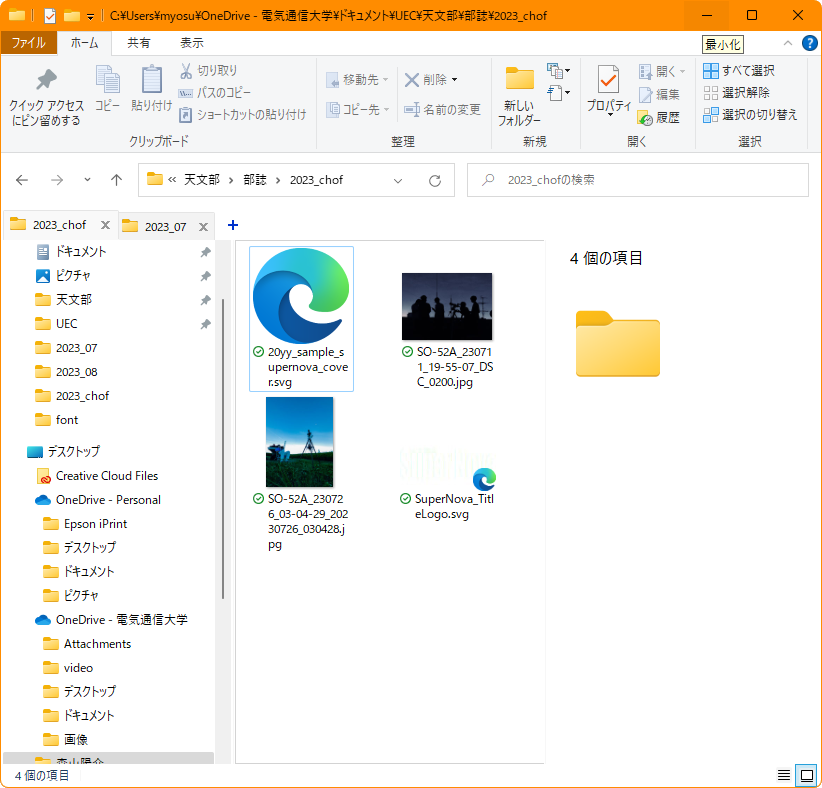 C:¥Users¥myosu¥OneDrive - 電気通信大学¥ドキュメント¥UEC¥天文部¥部誌¥2023_chof
ファイル ホーム 共有 表示
最小化
クイック アクセス
にピン留めする
コピー
貼り付け
切り取り
パスのコピー
ショートカットの貼り付け
クリップボード
移動先
コピー先
削除
名前の変更
整理
新しい
フォルダー
新規
プロパティ
開く
編集
履歴
開く
すべて選択
選択解除
選択の切り替え
選択
« 天文部 › 部誌 › 2023_chof
2023_chofの検索
2023_chof
2023_07
ドキュメント
ピクチャ
天文部
UEC
2023_07
2023_08
2023_chof
font
デスクトップ
Creative Cloud Files
OneDrive - Personal
Epson iPrint
デスクトップ
ドキュメント
ピクチャ
OneDrive - 電気通信大学
Attachments
video
デスクトップ
ドキュメント
画像
20yy_sample_s
upernova_cove
r.svg
SO-52A_23071
1_19-55-07_DS
C_0200.jpg
SO-52A_23072
6_03-04-29_20
230726_030428.j
pg
SuperNova_Titl
eLogo.svg
4 個の項目
4 個の項目